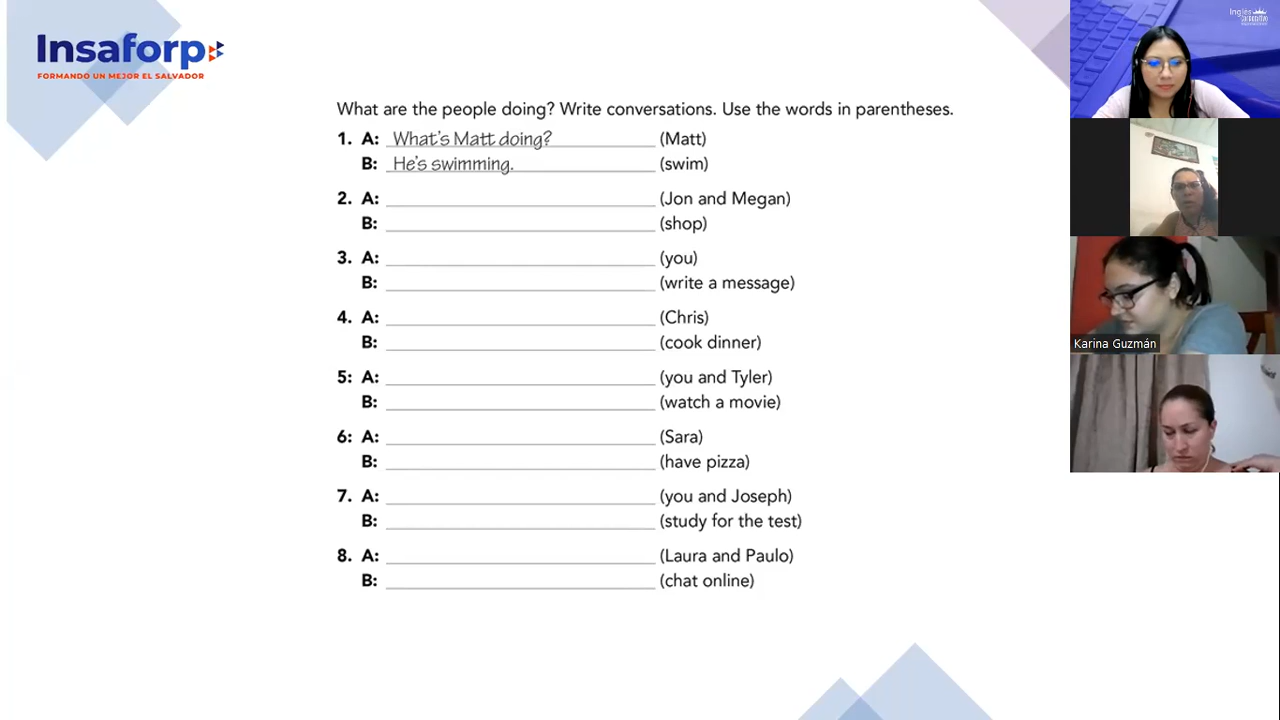 Insaforp
FORMANDO UN MEJOR EL SALVADOR
What are the people doing? Write conversations. Use the words in parentheses.
1. A: What's Matt doing? (Matt)
B: He's swimming. (swim)
2. A: (Jon and Megan)
B: (shop)
3. A: (you)
B: (write a message)
4. A: (Chris)
B: (cook dinner)
5: A: (you and Tyler)
B: (watch a movie)
6: A: (Sara)
B: (have pizza)
7. A: (you and Joseph)
B: (study for the test)
8. A: (Laura and Paulo)
B: (chat online)
Inglés
Karina Guzmán